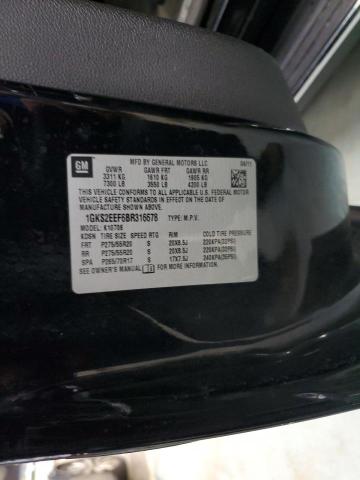 GM
MFD BY GENERAL MOTORS LLC 04/11
GVWR GAWR FRT GAWR RR
3311 KG 1610 KG 1905 KG
7300 LB 3550 LB 4200 LB
THIS VEHICLE CONFORMS TO ALL APPLICABLE U.S. FEDERAL MOTOR
VEHICLE SAFETY AND THEFT PREVENTION STANDARDS IN EFFECT ON THE DATE OF
MANUFACTURE SHOWN ABOVE.
1GKS2EEF6BR316578 TYPE: M.P.V.
MODEL: K10706
TIRE SIZE SPEED RTG RIM COLD TIRE PRESSURE
FRT P275/55R20 S 20X8.5J 220KPA(32PSI)
RR P275/55R20 S 20X8.5J 220KPA(32PSI)
SPA P265/70R17 S 17X7.5J 240KPA(35PSI)
SEE OWNER'S MANUAL FOR MORE INFORMATION.